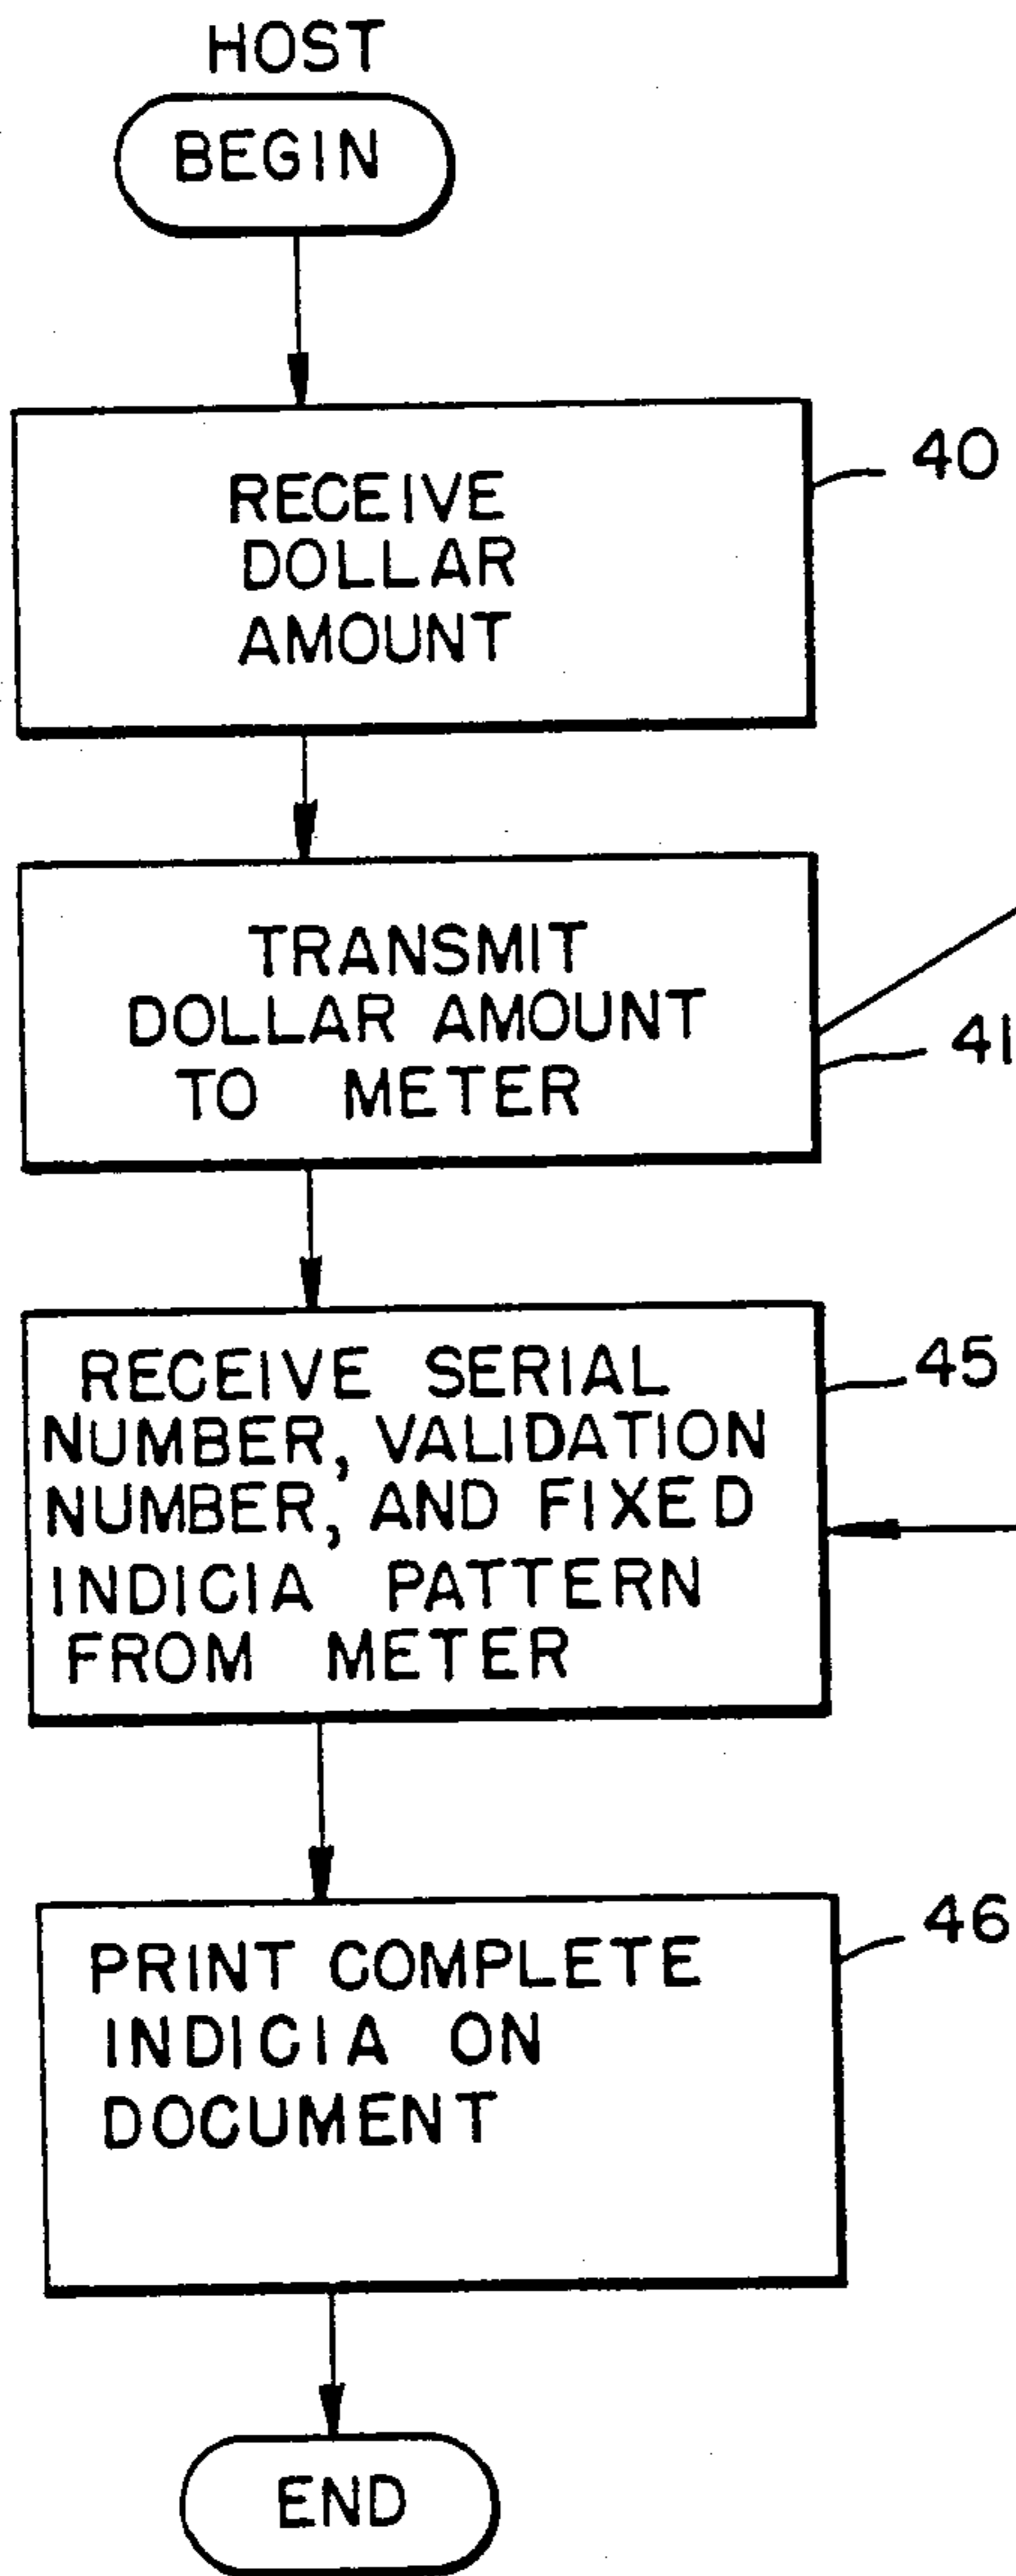 HOST
BEGIN
RECEIVE
DOLLAR
AMOUNT
40
TRANSMIT
DOLLAR AMOUNT
TO METER
41
RECEIVE SERIAL
NUMBER, VALIDATION
NUMBER, AND FIXED
INDICIA PATTERN
FROM METER
45
PRINT COMPLETE
INDICIA ON
DOCUMENT
46
END